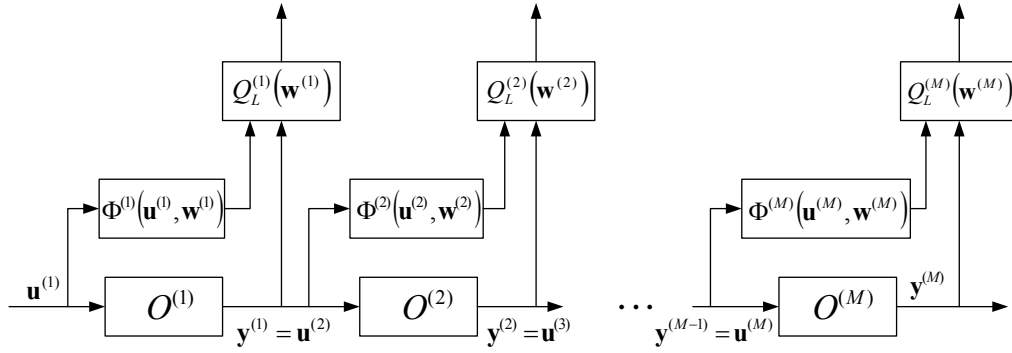 Q_L^{(1)}(w^{(1)}) Q_L^{(2)}(w^{(2)}) Q_L^{(M)}(w^{(M)})
Φ^{(1)}(u^{(1)}, w^{(1)}) Φ^{(2)}(u^{(2)}, w^{(2)}) Φ^{(M)}(u^{(M)}, w^{(M)})
u^{(1)} O^{(1)} O^{(2)} ... O^{(M)} y^{(M)}
y^{(1)} = u^{(2)} y^{(2)} = u^{(3)} y^{(M-1)} = u^{(M)}